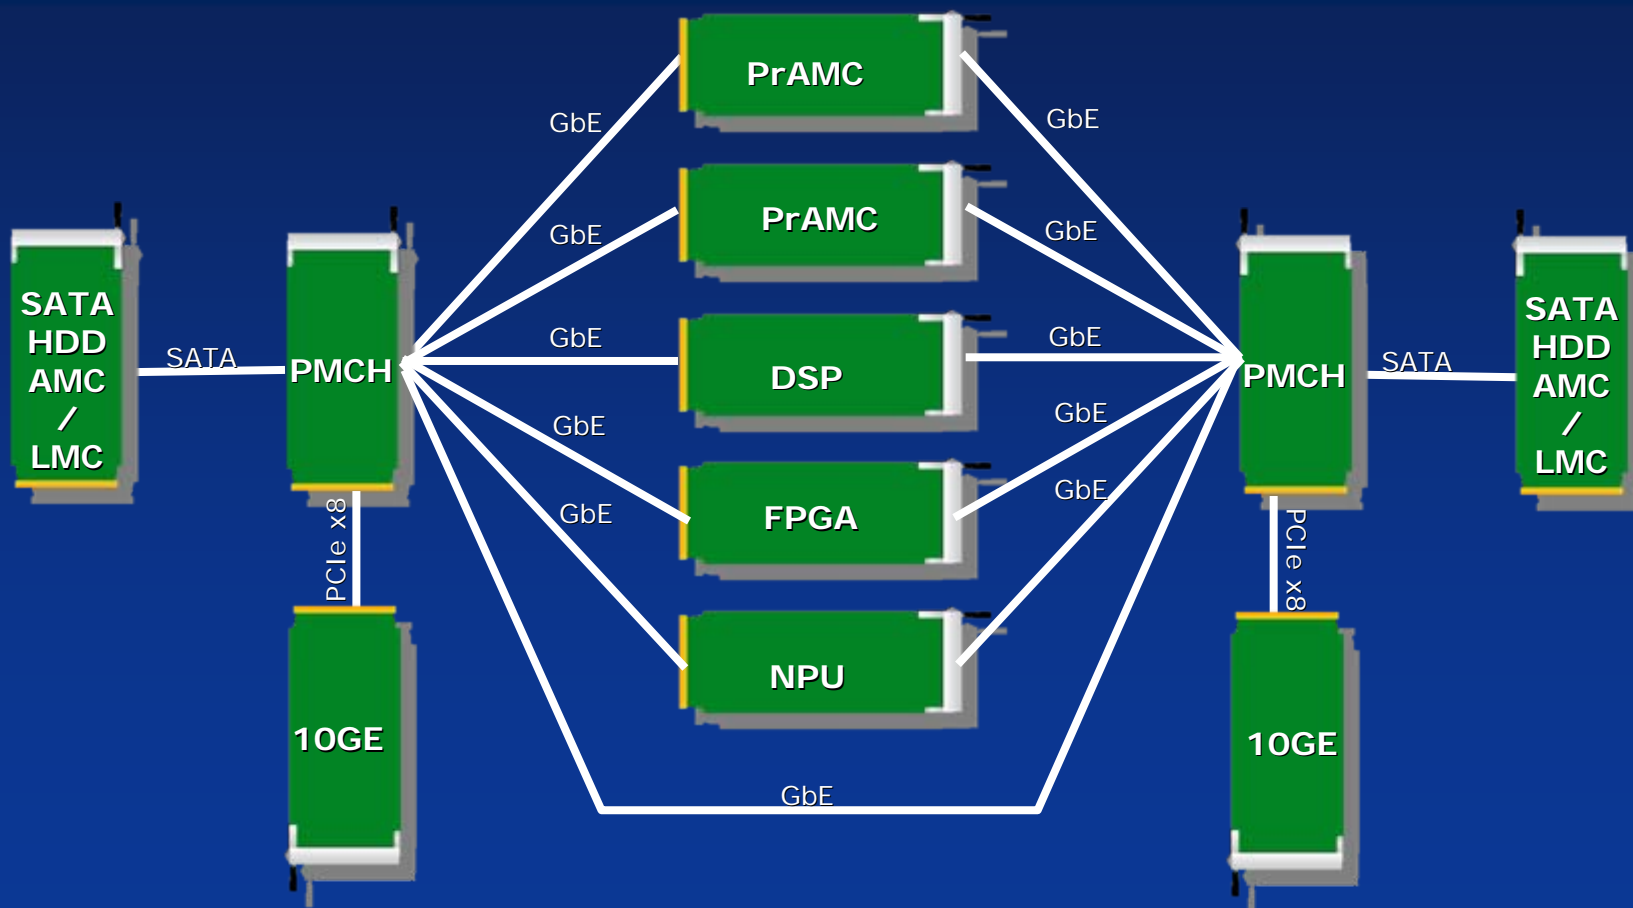 PrAMC
GbE
GbE
PrAMC
GbE
GbE
SATA
HDD
AMC
/
LMC
SATA
PMCH
GbE
DSP
GbE
PMCH
SATA
SATA
HDD
AMC
/
LMC
GbE
GbE
FPGA
GbE
GbE
PCIe x8
PCIe x8
NPU
10GE
10GE
GbE